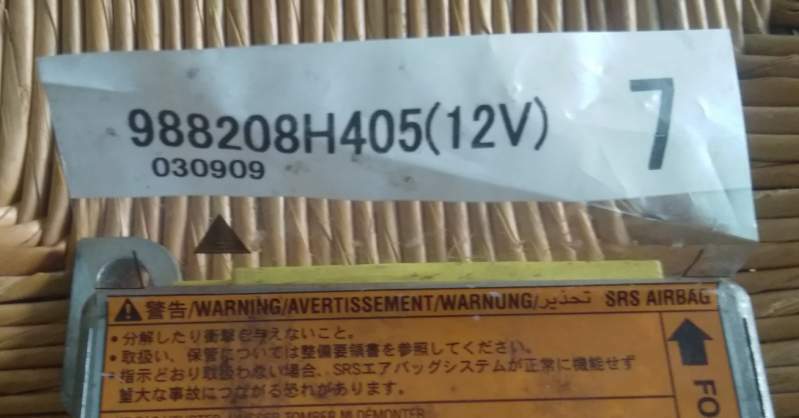 988208H405(12V) 7
030909
警告/WARNING/AVERTISSEMENT/WARNUNG/تحذير SRS AIRBAG
・分解したり衝撃を与えないこと。
・取扱い、保管については整備要領書を参照してください。
・指示どおり取扱わない場合、SRSエアバッグシステムが正常に機能せず
重大な事故につながる恐れがあります。
TOMBER NI DEMONTER
FO